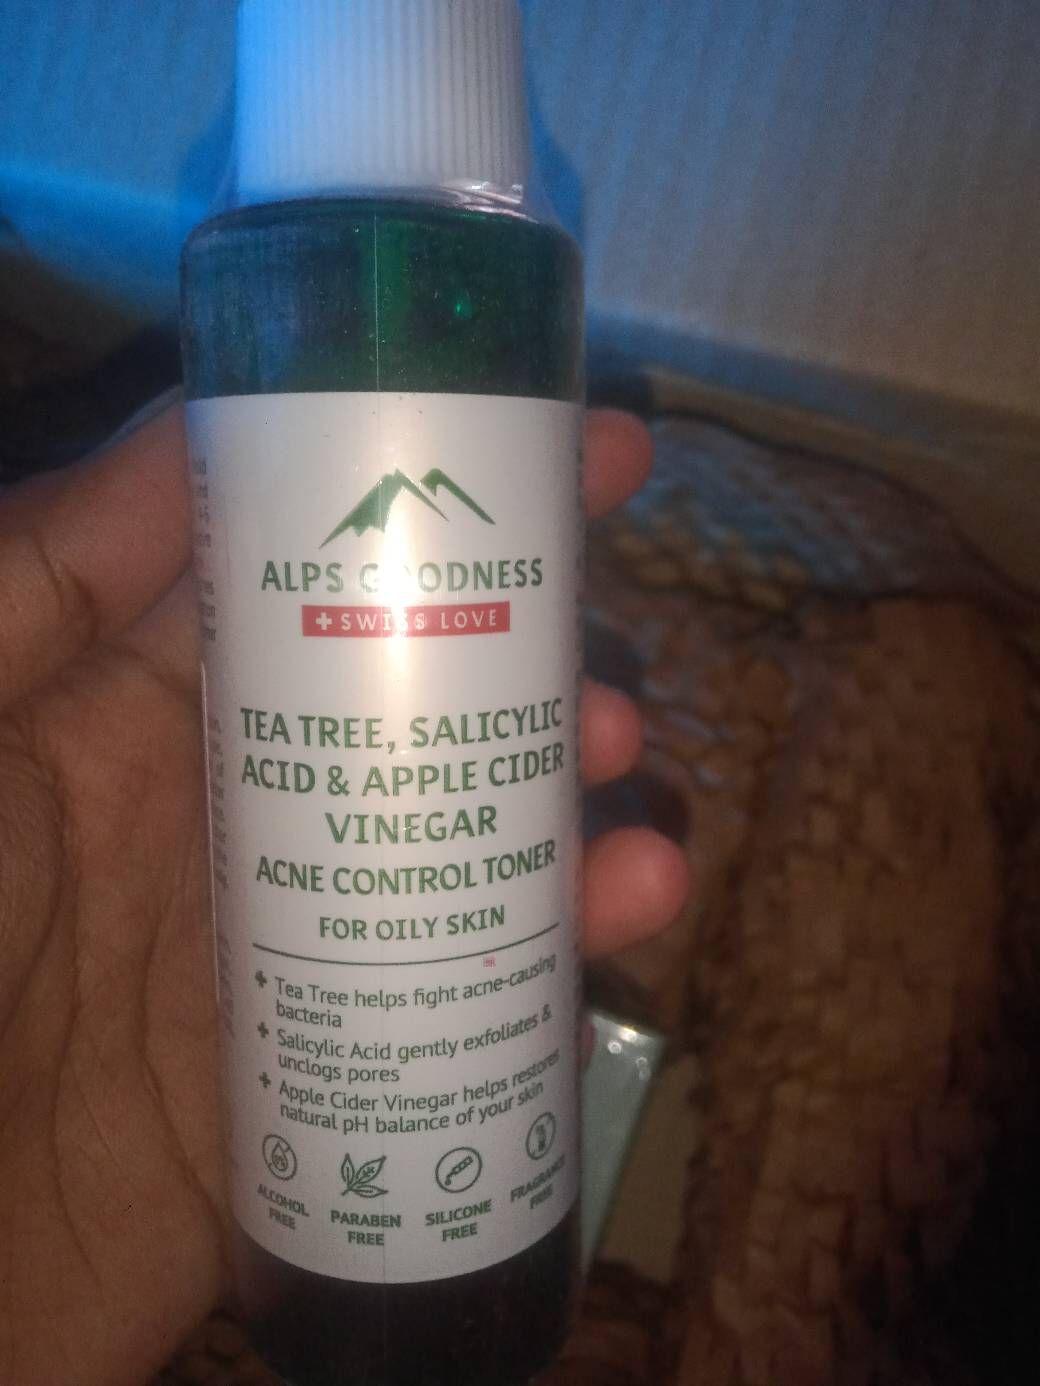 ALPS GOODNESS
SWISS LOVE
TEA TREE, SALICYLIC
ACID & APPLE CIDER
VINEGAR
ACNE CONTROL TONER
FOR OILY SKIN
Tea Tree helps fight acne-causing
bacteria
Salicylic Acid gently exfoliates &
unclogs pores
Apple Cider Vinegar helps restores
natural pH balance of your skin
ALCOHOL
FREE
PARABEN
FREE
SILICONE
FREE
FRAGRANCE
FREE